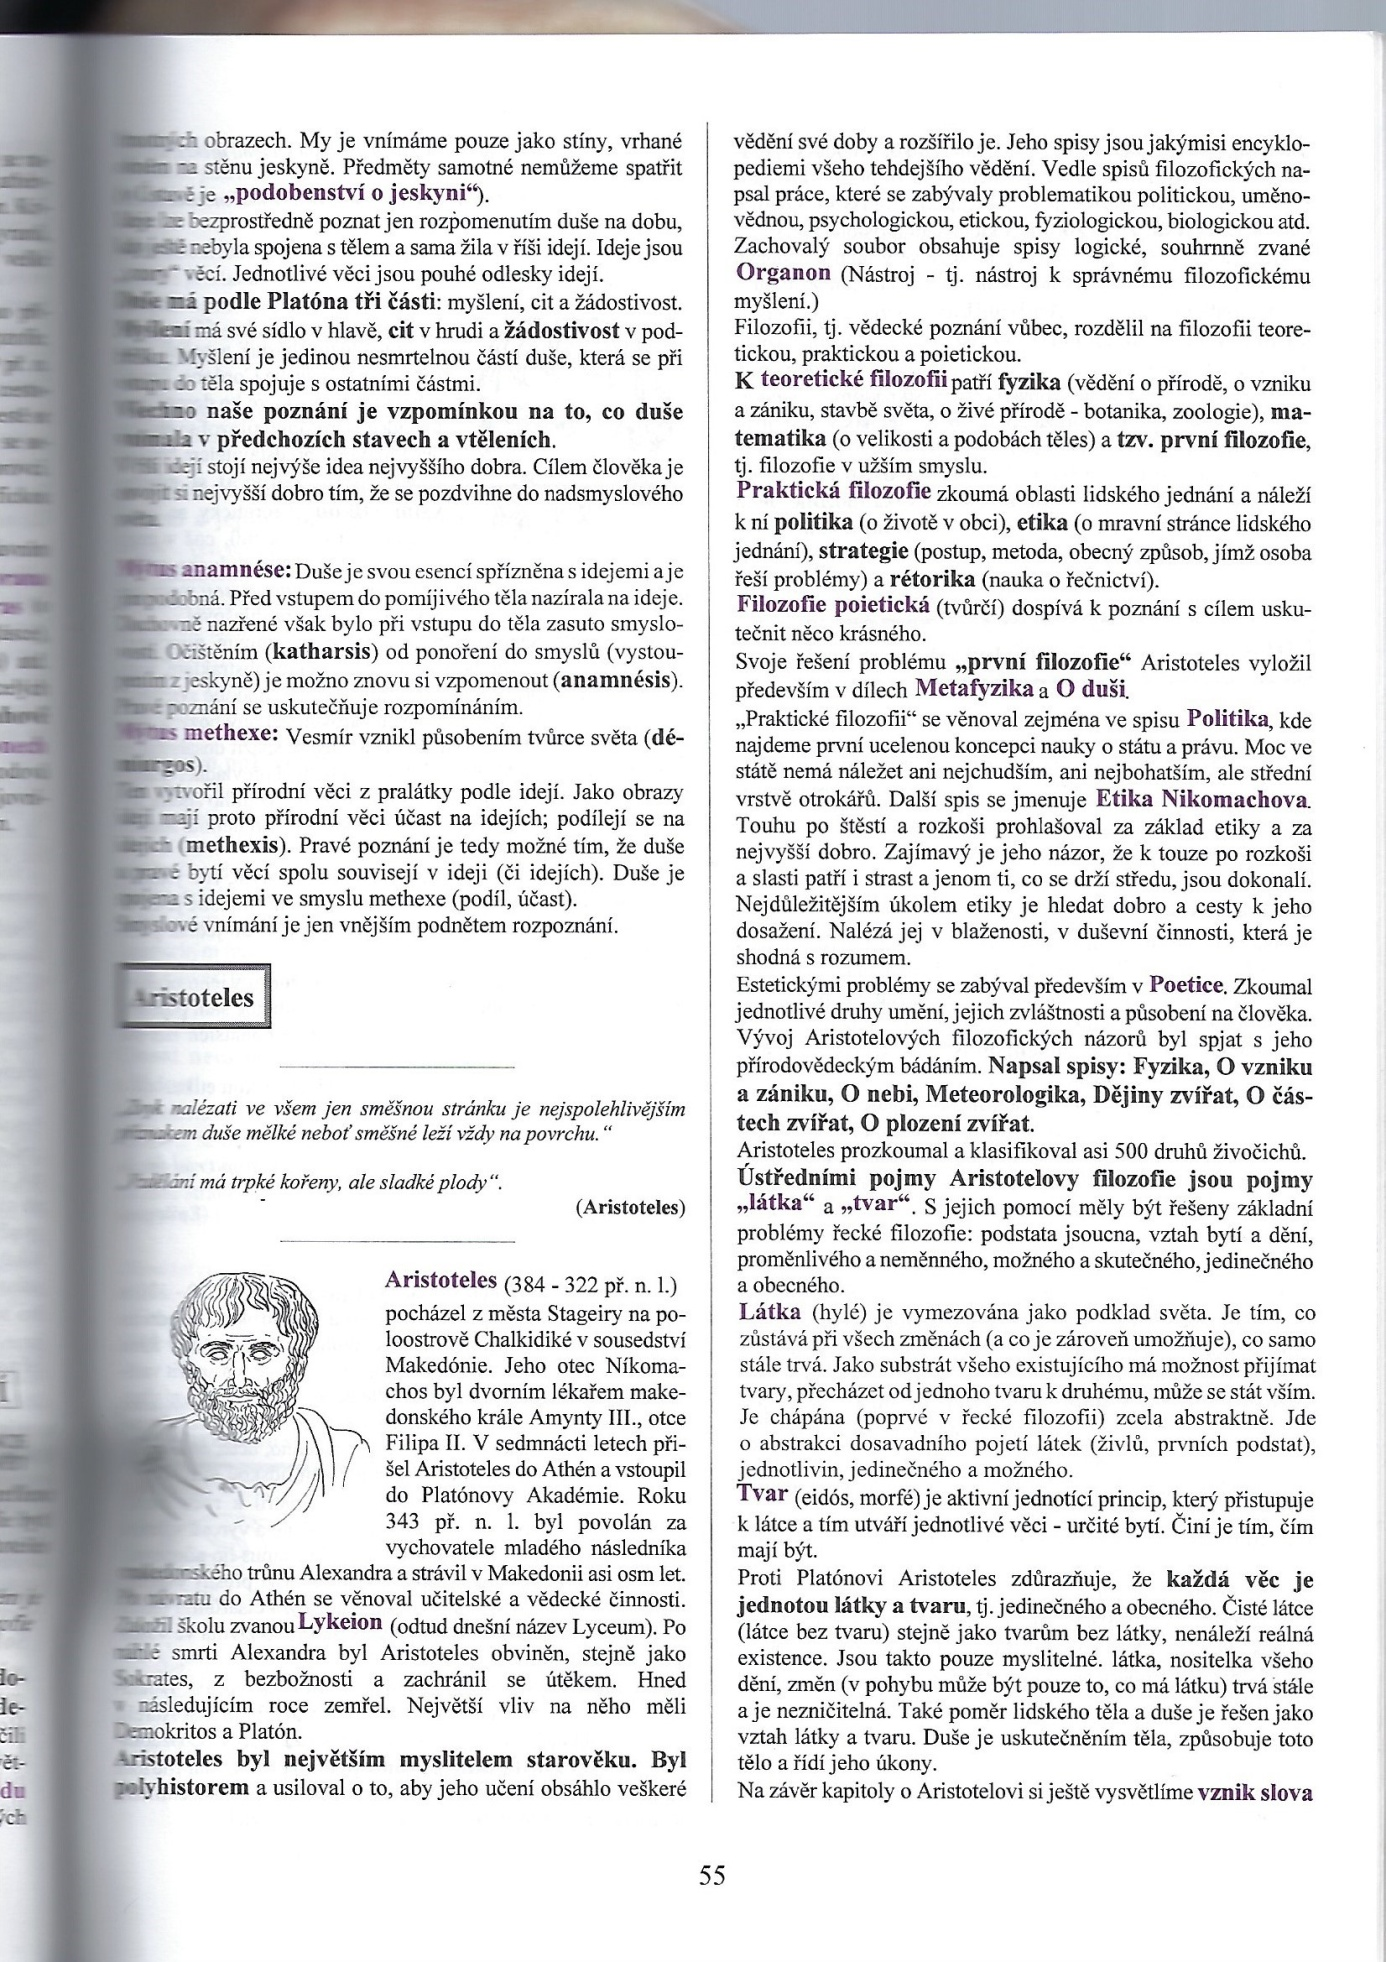 obrazech. My je vnímáme pouze jako stíny, vrhané
na stěnu jeskyně. Předměty samotné nemůžeme spatřit
je „podobenství o jeskyni“).
bezprostředně poznat jen rozpomenutím duše na dobu,
nebyla spojena s tělem a sama žila v říši idejí. Ideje jsou
věcí. Jednotlivé věci jsou pouhé odlesky idejí.
má podle Platóna tři části: myšlení, cit a žádostivost.
má své sídlo v hlavě, cit v hrudi a žádostivost v pod-
Myšlení je jedinou nesmrtelnou částí duše, která se při
do těla spojuje s ostatními částmi.
naše poznání je vzpomínkou na to, co duše
v předchozích stavech a vtěleních.
idejí stojí nejvýše idea nejvyššího dobra. Cílem člověka je
si nejvyšší dobro tím, že se pozdvihne do nadsmyslového
anamnése: Duše je svou esencí spřízněna s idejemi a je
Před vstupem do pomíjivého těla nazírala na ideje.
nazřené však bylo při vstupu do těla zasuto smyslo-
Očištěním (katharsis) od ponoření do smyslů (vystou-
z jeskyně) je možno znovu si vzpomenout (anamnésis).
poznání se uskutečňuje rozpomínáním.
Mýtus methexe: Vesmír vznikl působením tvůrce světa (dé-
miurgos).
vytvořil přírodní věci z pralátky podle idejí. Jako obrazy
mají proto přírodní věci účast na idejích; podílejí se na
(methexis). Pravé poznání je tedy možné tím, že duše
bytí věcí spolu souvisejí v ideji (či idejích). Duše je
s idejemi ve smyslu methexe (podíl, účast).
Smyslové vnímání je jen vnějším podnětem rozpoznání.
Aristoteles
nalézati ve všem jen směšnou stránku je nejspolehlivějším
duše mělké neboť směšné leží vždy na povrchu.“
má trpké kořeny, ale sladké plody“.
(Aristoteles)
Aristoteles (384 - 322 př. n. l.)
pocházel z města Stageiry na po-
loostrově Chalkidiké v sousedství
Makedónie. Jeho otec Níkoma-
chos byl dvorním lékařem make-
donského krále Amynty III., otce
Filipa II. V sedmnácti letech při-
šel Aristoteles do Athén a vstoupil
do Platónovy Akadémie. Roku
343 př. n. l. byl povolán za
vychovatele mladého následníka
trůnu Alexandra a strávil v Makedonii asi osm let.
návratu do Athén se věnoval učitelské a vědecké činnosti.
školu zvanou Lykeion (odtud dnešní název Lyceum). Po
smrti Alexandra byl Aristoteles obviněn, stejně jako
Sokrates, z bezbožnosti a zachránil se útěkem. Hned
v následujícím roce zemřel. Největší vliv na něho měli
Demokritos a Platón.
Aristoteles byl největším myslitelem starověku. Byl
polyhistorem a usiloval o to, aby jeho učení obsáhlo veškeré
vědění své doby a rozšířilo je. Jeho spisy jsou jakýmisi encyklo-
pediemi všeho tehdejšího vědění. Vedle spisů filozofických na-
psal práce, které se zabývaly problematikou politickou, uměno-
vědnou, psychologickou, etickou, fyziologickou, biologickou atd.
Zachovalý soubor obsahuje spisy logické, souhrnně zvané
Organon (Nástroj - tj. nástroj k správnému filozofickému
myšlení.)
Filozofii, tj. vědecké poznání vůbec, rozdělil na filozofii teore-
tickou, praktickou a poietickou.
K teoretické filozofii patří fyzika (vědění o přírodě, o vzniku
a zániku, stavbě světa, o živé přírodě - botanika, zoologie), ma-
tematika (o velikosti a podobách těles) a tzv. první filozofie,
tj. filozofie v užším smyslu.
Praktická filozofie zkoumá oblasti lidského jednání a náleží
k ní politika (o životě v obci), etika (o mravní stránce lidského
jednání), strategie (postup, metoda, obecný způsob, jímž osoba
řeší problémy) a rétorika (nauka o řečnictví).
Filozofie poietická (tvůrčí) dospívá k poznání s cílem usku-
tečnit něco krásného.
Svoje řešení problému „první filozofie“ Aristoteles vyložil
především v dílech Metafyzika a O duši.
„Praktické filozofii“ se věnoval zejména ve spisu Politika, kde
najdeme první ucelenou koncepci nauky o státu a právu. Moc ve
státě nemá náležet ani nejchudším, ani nejbohatším, ale střední
vrstvě otrokářů. Další spis se jmenuje Etika Nikomachova.
Touhu po štěstí a rozkoši prohlašoval za základ etiky a za
nejvyšší dobro. Zajímavý je jeho názor, že k touze po rozkoši
a slasti patří i strast a jenom ti, co se drží středu, jsou dokonalí.
Nejdůležitějším úkolem etiky je hledat dobro a cesty k jeho
dosažení. Nalézá jej v blaženosti, v duševní činnosti, která je
shodná s rozumem.
Estetickými problémy se zabýval především v Poetice. Zkoumal
jednotlivé druhy umění, jejich zvláštnosti a působení na člověka.
Vývoj Aristotelových filozofických názorů byl spjat s jeho
přírodovědeckým bádáním. Napsal spisy: Fyzika, O vzniku
a zániku, O nebi, Meteorologika, Dějiny zvířat, O čás-
tech zvířat, O plození zvířat.
Aristoteles prozkoumal a klasifikoval asi 500 druhů živočichů.
Ústředními pojmy Aristotelovy filozofie jsou pojmy
„látka“ a „tvar“. S jejich pomocí měly být řešeny základní
problémy řecké filozofie: podstata jsoucna, vztah bytí a dění,
proměnlivého a neměnného, možného a skutečného, jedinečného
a obecného.
Látka (hylé) je vymezována jako podklad světa. Je tím, co
zůstává při všech změnách (a co je zároveň umožňuje), co samo
stále trvá. Jako substrát všeho existujícího má možnost přijímat
tvary, přecházet od jednoho tvaru k druhému, může se stát vším.
Je chápána (poprvé v řecké filozofii) zcela abstraktně. Jde
o abstrakci dosavadního pojetí látek (živlů, prvních podstat),
jednotlivin, jedinečného a možného.
Tvar (eidós, morfé) je aktivní jednotící princip, který přistupuje
k látce a tím utváří jednotlivé věci - určité bytí. Činí je tím, čím
mají být.
Proti Platónovi Aristoteles zdůrazňuje, že každá věc je
jednotou látky a tvaru, tj. jedinečného a obecného. Čisté látce
(látce bez tvaru) stejně jako tvarům bez látky, nenáleží reálná
existence. Jsou takto pouze myslitelné. látka, nositelka všeho
dění, změn (v pohybu může být pouze to, co má látku) trvá stále
a je nezničitelná. Také poměr lidského těla a duše je řešen jako
vztah látky a tvaru. Duše je uskutečněním těla, způsobuje toto
tělo a řídí jeho úkony.
Na závěr kapitoly o Aristotelovi si ještě vysvětlíme vznik slova
55